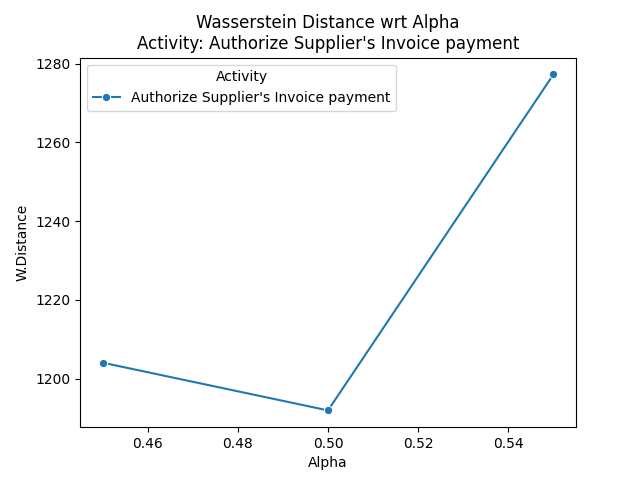 Wasserstein Distance wrt Alpha
Activity: Authorize Supplier's Invoice payment
Activity
Authorize Supplier's Invoice payment
1280
1260
1240
1220
1200
W.Distance
0.46 0.48 0.50 0.52 0.54
Alpha